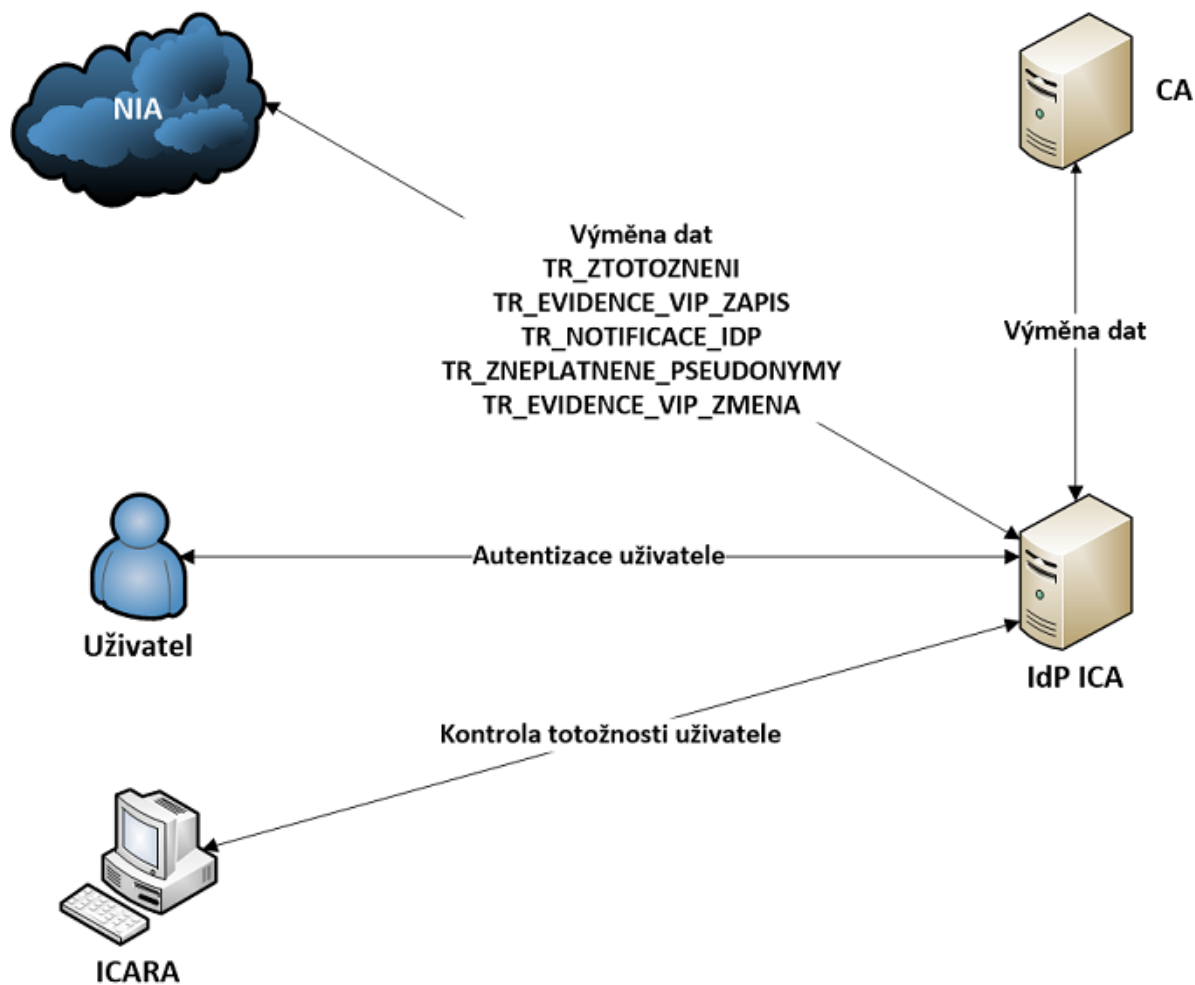 NIA
CA
Výměna dat
TR_ZTOTOZNENI
TR_EVIDENCE_VIP_ZAPIS
TR_NOTIFICACE_IDP
TR_ZNEPLATNENE_PSEUDONYMY
TR_EVIDENCE_VIP_ZMENA
Výměna dat
Autentizace uživatele
Uživatel
IdP ICA
Kontrola totožnosti uživatele
ICARA